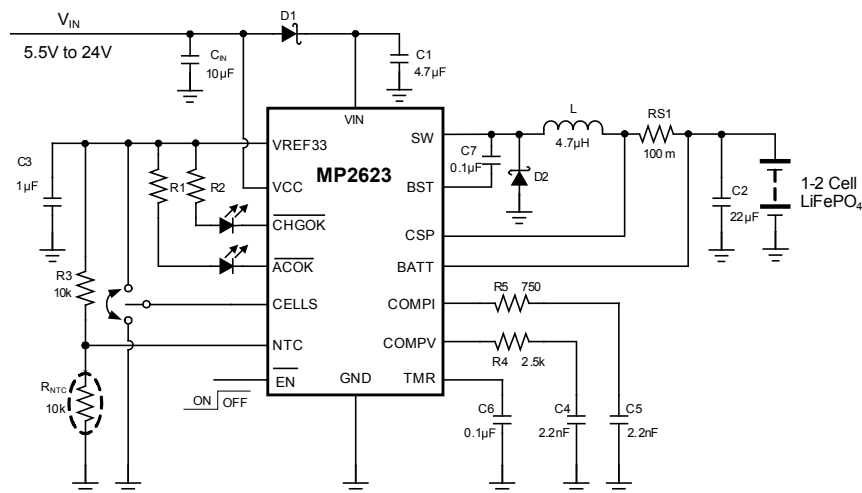 V_IN
5.5V to 24V
D1
C_IN
10µF
C1
4.7µF
VIN
VREF33
SW
L
4.7µH
RS1
100 m
C3
1µF
R1
R2
MP2623
C7
0.1µF
D2
VCC
BST
C2
22µF
1-2 Cell
LiFePO₄
CHGOK
CSP
ACOK
BATT
R3
10k
CELLS
COMPI
R5
750
NTC
COMPV
R4
2.5k
R_NTC
10k
EN
GND
TMR
ON
OFF
C6
0.1µF
C4
2.2nF
C5
2.2nF